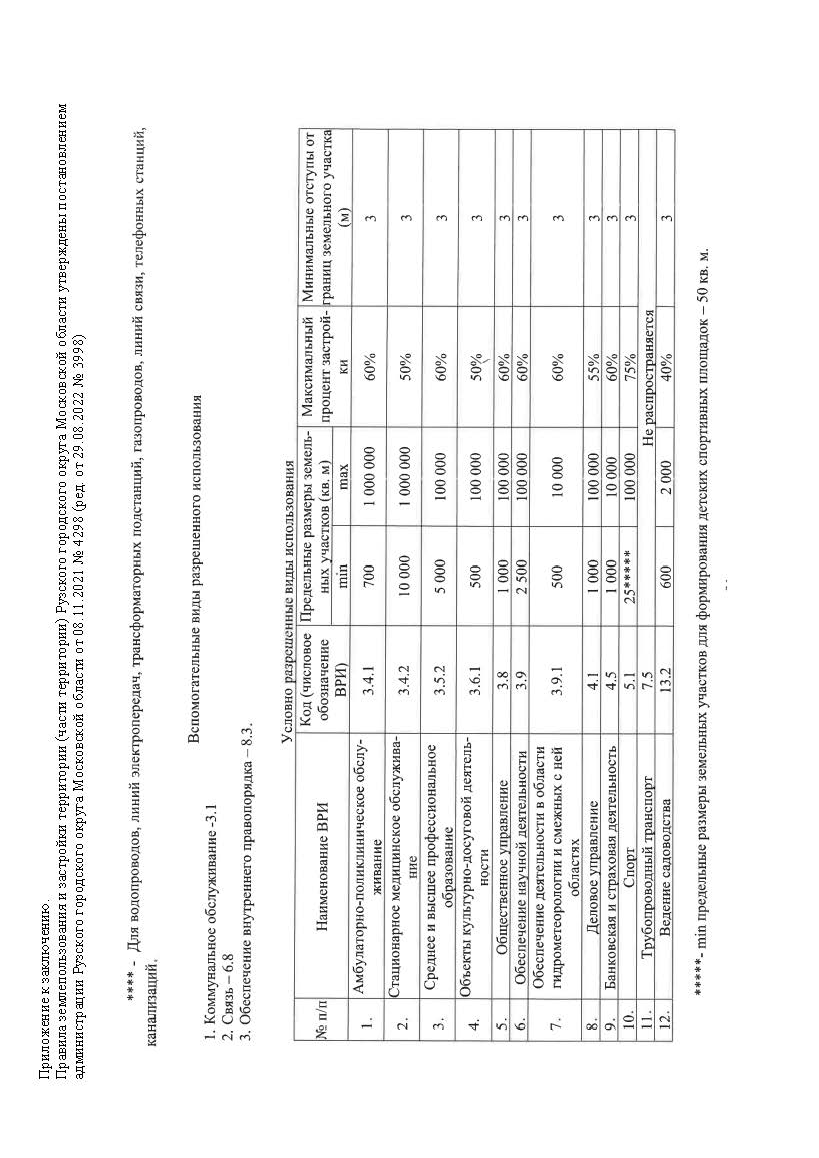 Приложение к заключению.
Правила землепользования и застройки территории (части территории) Рузского городского округа Московской области утверждены постановлением
администрации Рузского городского округа Московской области от 08.11.2021 № 4298 (ред. от 29.08.2022 № 3998)
**** - Для водопроводов, линий электропередач, трансформаторных подстанций, газопроводов, линий связи, телефонных станций,
канализаций.
Вспомогательные виды разрешенного использования
1. Коммунальное обслуживание -3.1
2. Связь – 6.8
3. Обеспечение внутреннего правопорядка – 8.3.
Условно разрешенные виды использования
№ п/п Наименование ВРИ Код (числовое обозначение ВРИ) Предельные размеры земель-ных участков (кв. м) Максимальный процент застрой-ки Минимальные отступы от границ земельного участка (м)
min max
1. Амбулаторно-поликлиническое обслу-живание 3.4.1 700 1 000 000 60% 3
2. Стационарное медицинское обслужива-ние 3.4.2 10 000 1 000 000 50% 3
3. Среднее и высшее профессиональное образование 3.5.2 5 000 100 000 60% 3
4. Объекты культурно-досуговой деятель-ности 3.6.1 500 100 000 50% 3
5. Общественное управление 3.8 1 000 100 000 60% 3
6. Обеспечение научной деятельности 3.9 2 500 100 000 60% 3
7. Обеспечение деятельности в области гидрометеорологии и смежных с ней областях 3.9.1 500 10 000 60% 3
8. Деловое управление 4.1 1 000 100 000 55% 3
9. Банковская и страховая деятельность 4.5 1 000 10 000 60% 3
10. Спорт 5.1 25***** 100 000 75% 3
11. Трубопроводный транспорт 7.5 Не распространяется
12. Ведение садоводства 13.2 600 2 000 40% 3
*****- min предельные размеры земельных участков для формирования детских спортивных площадок – 50 кв. м.